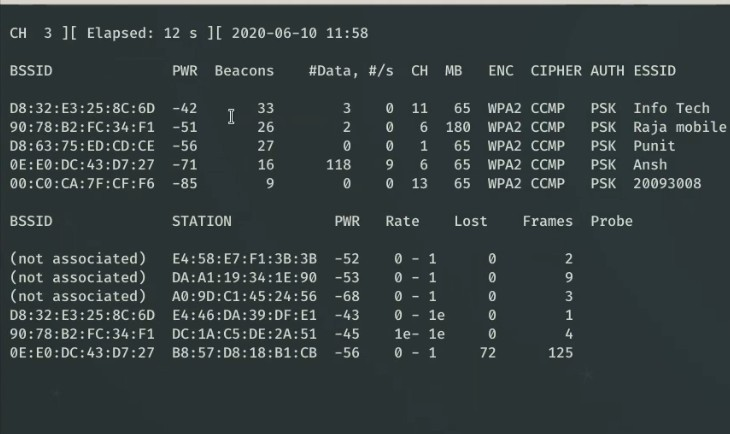 CH 3 ][ Elapsed: 12 s ][ 2020-06-10 11:58
BSSID PWR Beacons #Data, #/s CH MB ENC CIPHER AUTH ESSID
D8:32:E3:25:8C:6D -42 33 3 0 11 65 WPA2 CCMP PSK Info Tech
90:78:B2:FC:34:F1 -51 26 2 0 6 180 WPA2 CCMP PSK Raja mobile
D8:63:75:ED:CD:CE -56 27 0 0 1 65 WPA2 CCMP PSK Punit
0E:E0:DC:43:D7:27 -71 16 118 9 6 65 WPA2 CCMP PSK Ansh
00:C0:CA:7F:CF:F6 -85 9 0 0 13 65 WPA2 CCMP PSK 20093008
BSSID STATION PWR Rate Lost Frames Probe
(not associated) E4:58:E7:F1:3B:3B -52 0 - 1 0 2
(not associated) DA:A1:19:34:1E:90 -53 0 - 1 0 9
(not associated) A0:9D:C1:45:24:56 -68 0 - 1 0 3
D8:32:E3:25:8C:6D E4:46:DA:39:DF:E1 -43 0 - 1e 0 1
90:78:B2:FC:34:F1 DC:1A:C5:DE:2A:51 -45 1e- 1e 0 4
0E:E0:DC:43:D7:27 B8:57:D8:18:B1:CB -56 0 - 1 72 125